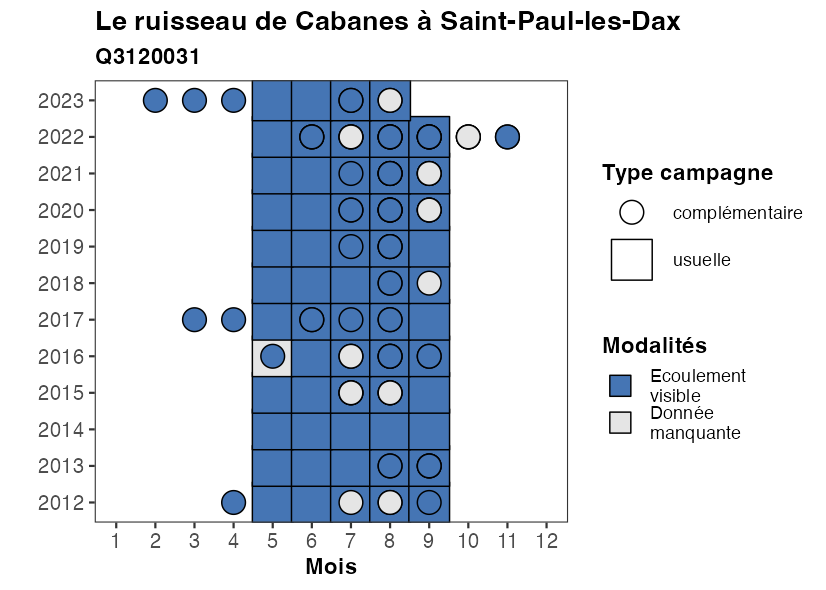 Le ruisseau de Cabanes à Saint-Paul-les-Dax
Q3120031
2023
2022
2021
2020
2019
2018
2017
2016
2015
2014
2013
2012
1 2 3 4 5 6 7 8 9 10 11 12
Mois
Type campagne
complémentaire
usuelle
Modalités
Ecoulement
visible
Donnée
manquante